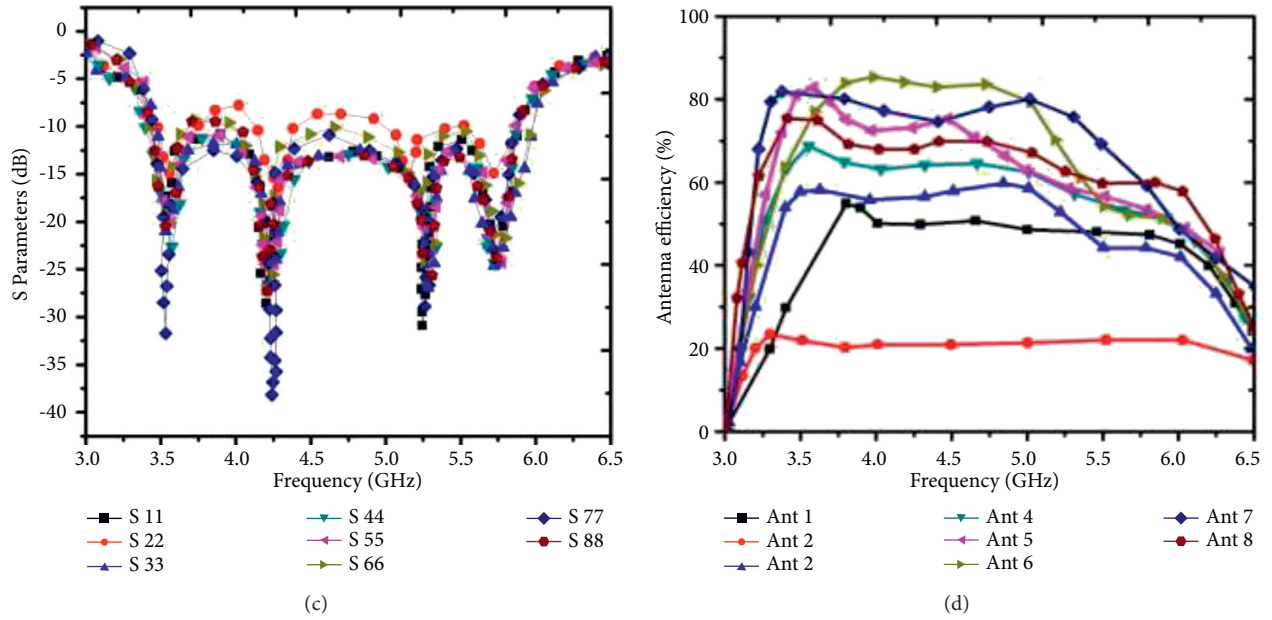 0
-5
-10
-15
-20
-25
-30
-35
-40
S Parameters (dB)
3.0 3.5 4.0 4.5 5.0 5.5 6.0 6.5
Frequency (GHz)
S 11
S 22
S 33
S 44
S 55
S 66
S 77
S 88
(c)
100
80
60
40
20
0
Antenna efficiency (%)
3.0 3.5 4.0 4.5 5.0 5.5 6.0 6.5
Frequency (GHz)
Ant 1
Ant 2
Ant 2
Ant 4
Ant 5
Ant 6
Ant 7
Ant 8
(d)